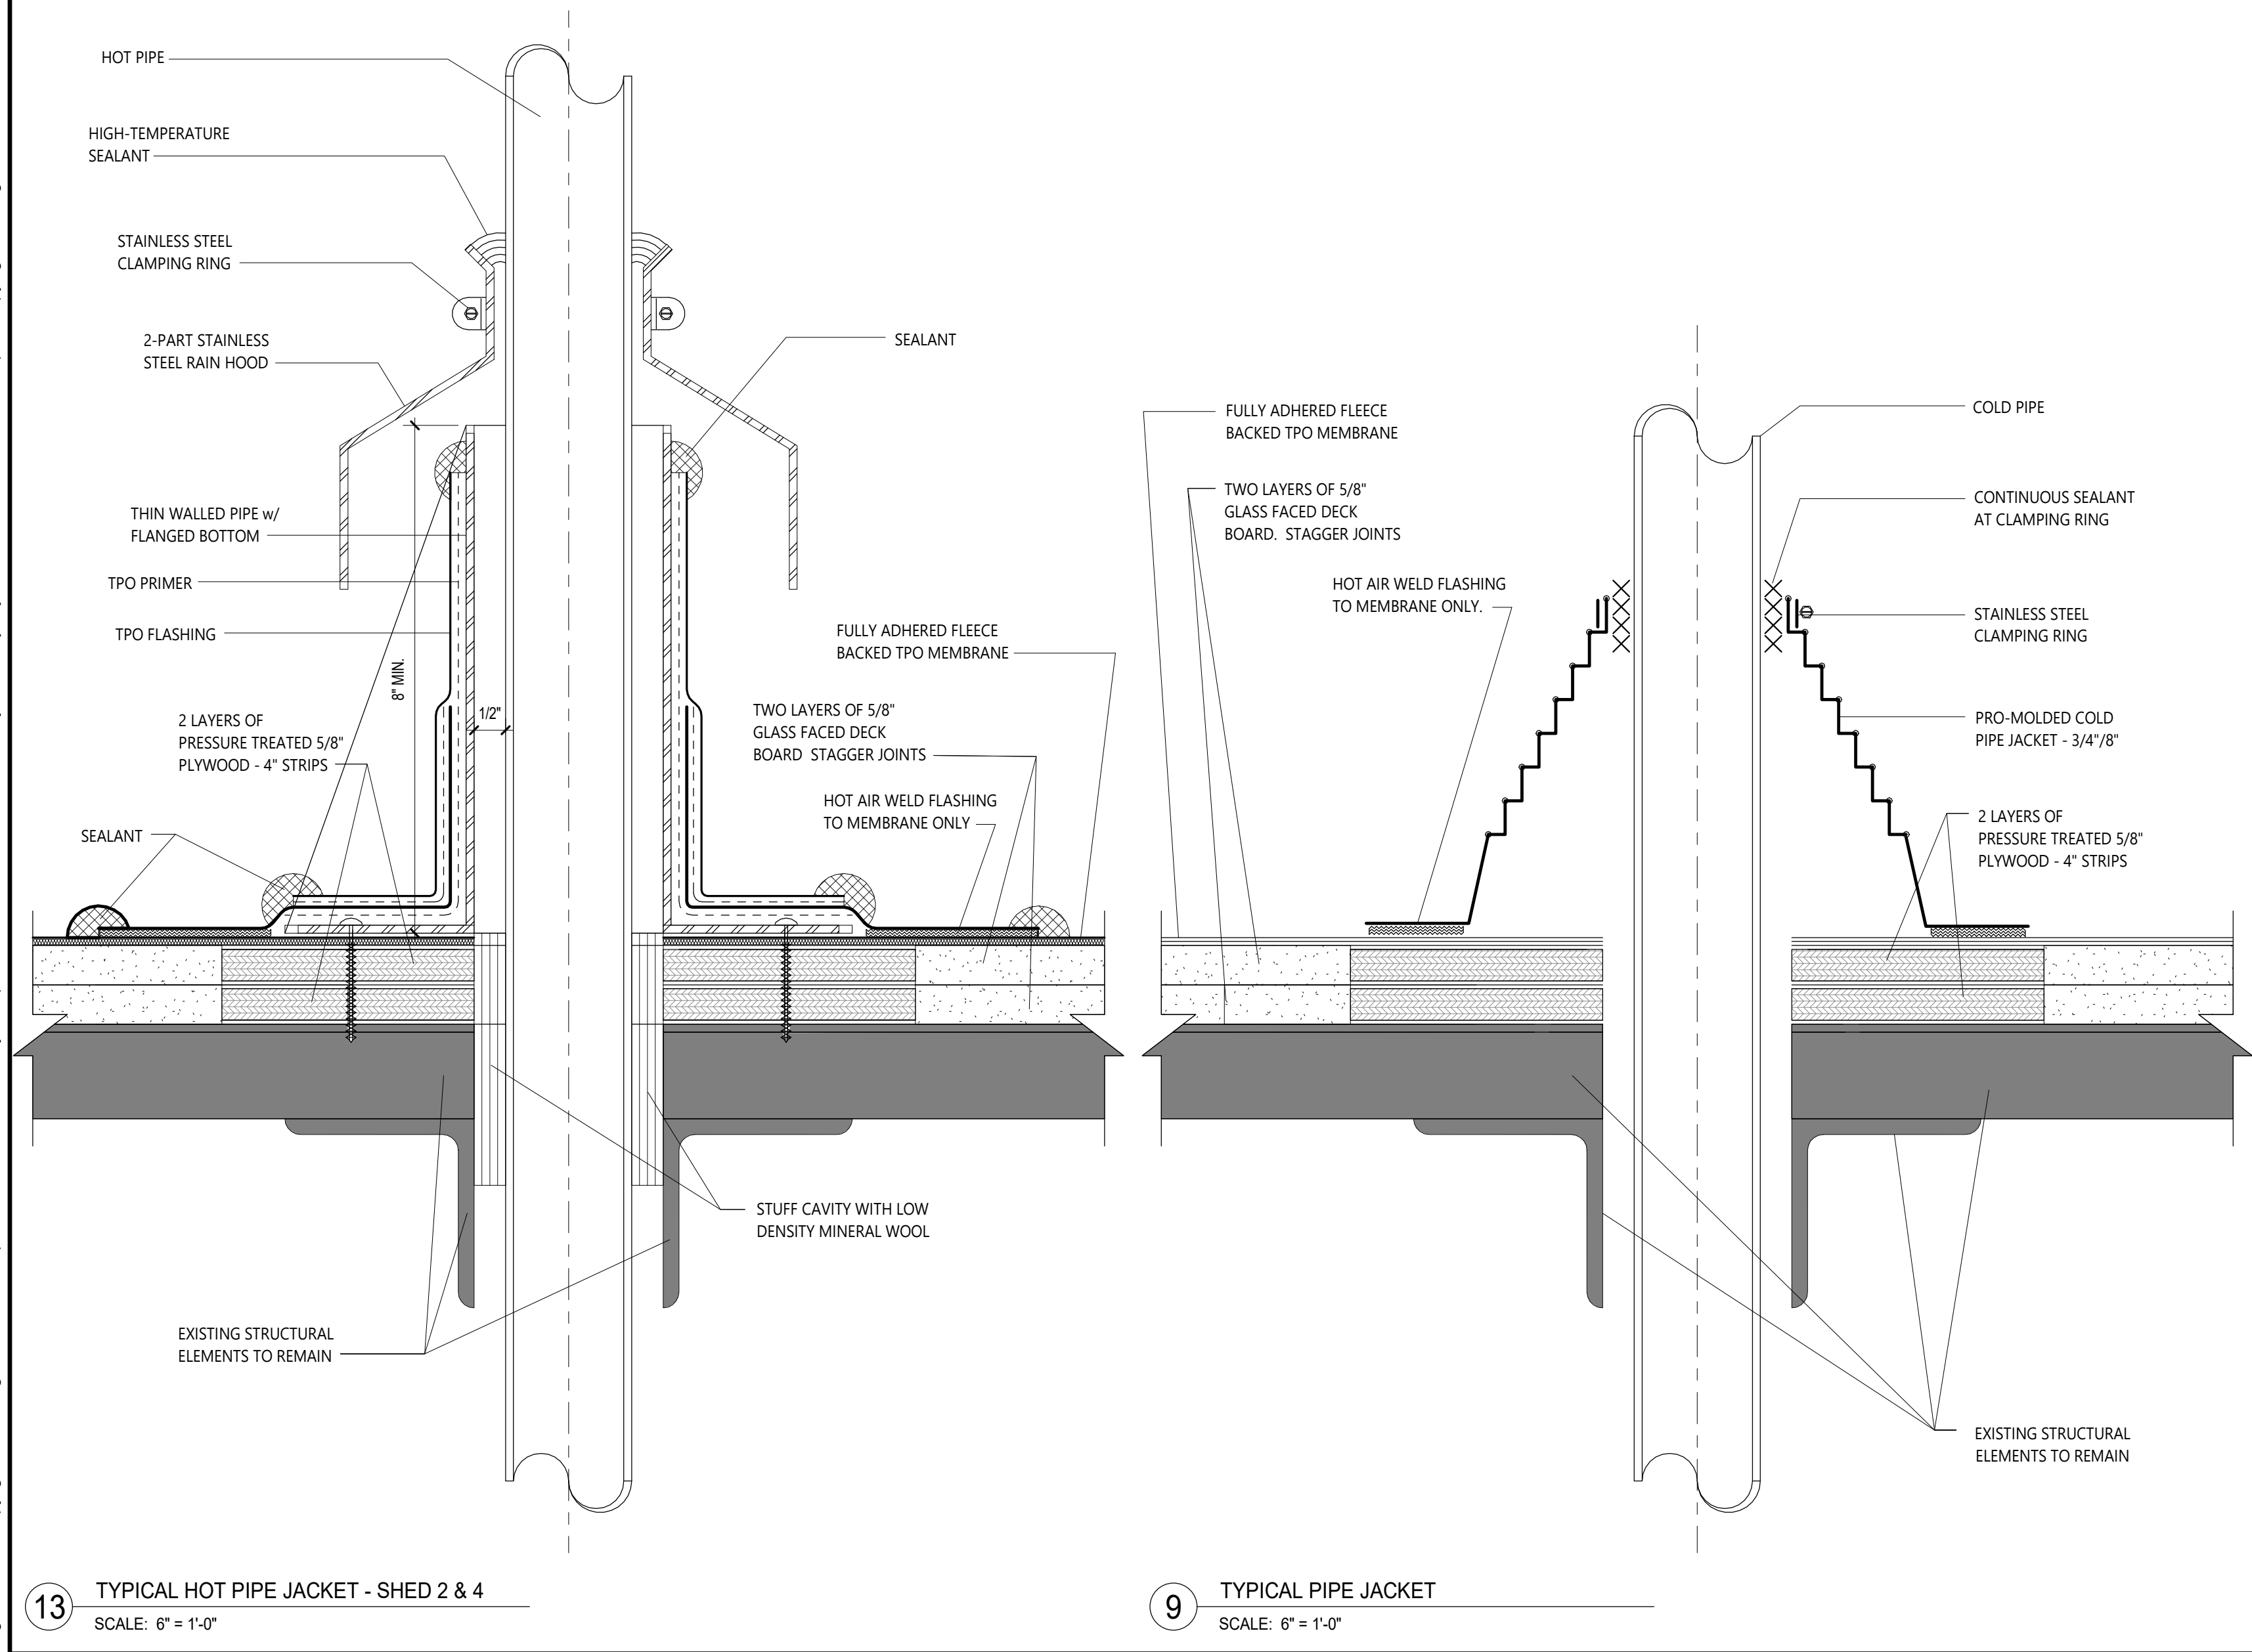 HOT PIPE
HIGH-TEMPERATURE
SEALANT
STAINLESS STEEL
CLAMPING RING
2-PART STAINLESS
STEEL RAIN HOOD
THIN WALLED PIPE w/
FLANGED BOTTOM
TPO PRIMER
TPO FLASHING
2 LAYERS OF
PRESSURE TREATED 5/8"
PLYWOOD - 4" STRIPS
SEALANT
8" MIN.
1/2"
SEALANT
FULLY ADHERED FLEECE
BACKED TPO MEMBRANE
TWO LAYERS OF 5/8"
GLASS FACED DECK
BOARD STAGGER JOINTS
HOT AIR WELD FLASHING
TO MEMBRANE ONLY
STUFF CAVITY WITH LOW
DENSITY MINERAL WOOL
EXISTING STRUCTURAL
ELEMENTS TO REMAIN
13
TYPICAL HOT PIPE JACKET - SHED 2 & 4
SCALE: 6" = 1'-0"
FULLY ADHERED FLEECE
BACKED TPO MEMBRANE
TWO LAYERS OF 5/8"
GLASS FACED DECK
BOARD. STAGGER JOINTS
HOT AIR WELD FLASHING
TO MEMBRANE ONLY.
COLD PIPE
CONTINUOUS SEALANT
AT CLAMPING RING
STAINLESS STEEL
CLAMPING RING
PRO-MOLDED COLD
PIPE JACKET - 3/4"/8"
2 LAYERS OF
PRESSURE TREATED 5/8"
PLYWOOD - 4" STRIPS
EXISTING STRUCTURAL
ELEMENTS TO REMAIN
9
TYPICAL PIPE JACKET
SCALE: 6" = 1'-0"